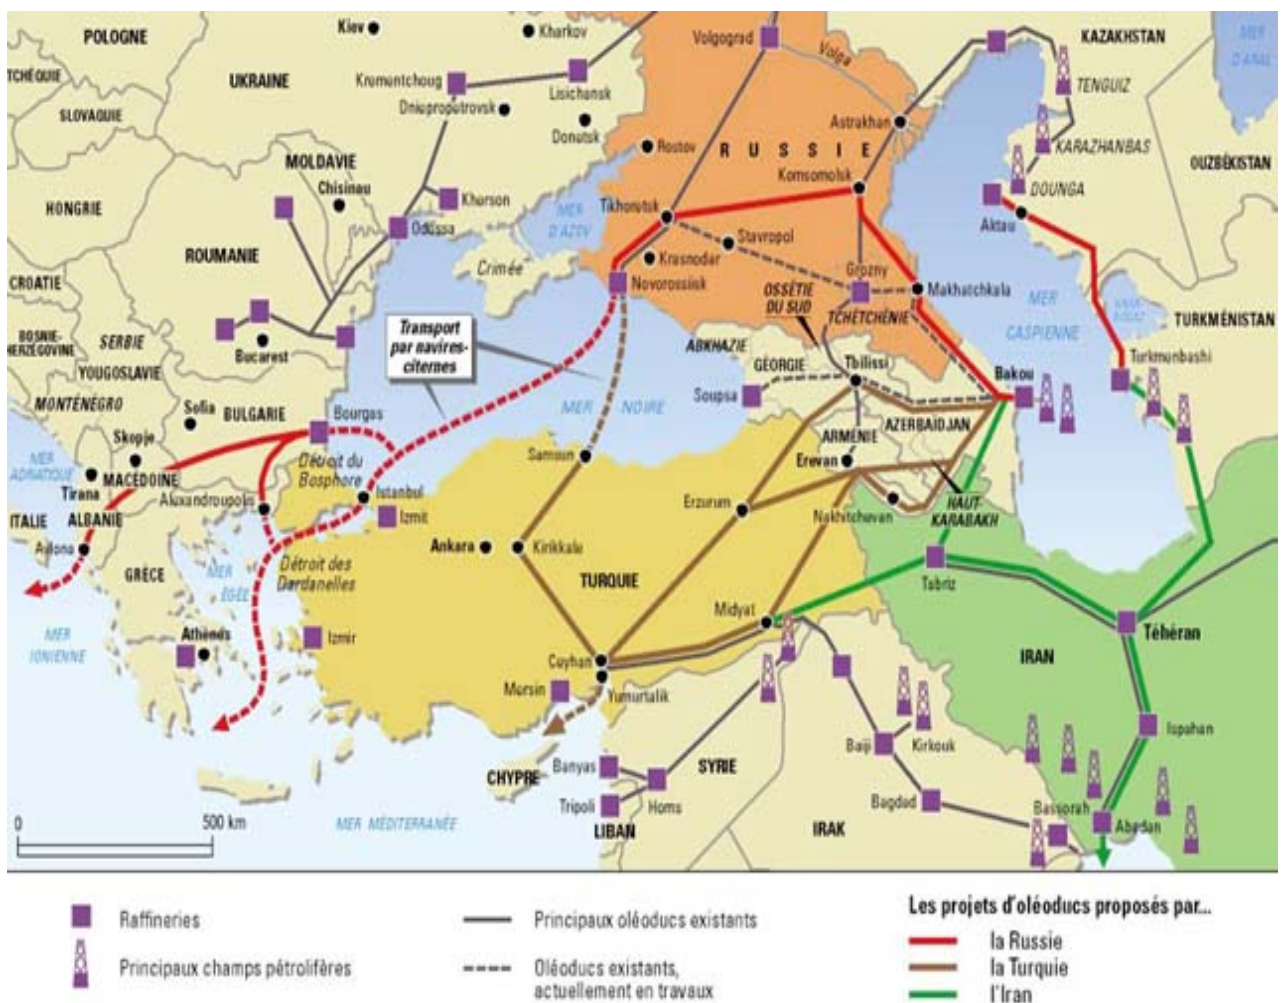 POLOGNE
Kiev
Kharkov
Volgograd
Volga
KAZAKHSTAN
MER
D'ARAL
TCHÉQUIE
UKRAINE
Krementchoug
Lisichansk
TENGUIZ
SLOVAQUIE
Dniepropetrovsk
Donetsk
Astrakhan
Rostov
RUSSIE
KARAZHANBAS
OUZBÉKISTAN
MOLDAVIE
Chisinau
Kherson
Komsomolsk
DOUNGA
HONGRIE
Odessa
MER
D'AZOV
Tikhoretsk
Aktau
ROUMANIE
Crimée
Stavropol
Krasnodar
Grozny
CROATIE
Novorossiisk
OSSÉTIE
DU SUD
TCHÉTCHÉNIE
Makhatchkala
MER
CASPIENNE
TURKMÉNISTAN
BOSNIE-
HERZÉGOVINE
SERBIE
Bucarest
Transport
par navires-
citernes
ABKHAZIE
GÉORGIE
Tbilissi
Turkmenbashi
YOUGOSLAVIE
Bakou
MONTÉNÉGRO
Sofia
BULGARIE
Bourgas
MER NOIRE
Soupsa
AZERBAÏDJAN
ARMÉNIE
Skopje
MER
ADRIATIQUE
MACÉDOINE
Détroit du
Bosphore
Samsun
Erevan
Tirana
Alexandroupolis
Istanbul
Izmit
Erzurum
Nakhitchevan
HAUT-
KARABAKH
ITALIE
ALBANIE
Avlona
Détroit des
Dardanelles
Ankara
Kirikkale
TURQUIE
Tabriz
GRÈCE
MER
ÉGÉE
Midyat
Téhéran
MER
IONIENNE
Athènes
Izmir
IRAN
Ceyhan
Mersin
Yumurtalik
Ispahan
Baiji
Kirkouk
CHYPRE
Banyas
SYRIE
Tripoli
Homs
Bagdad
Bassorah
Abadan
0
500 km
MER MÉDITERRANÉE
LIBAN
IRAK
Raffineries
Principaux champs pétrolifères
Principaux oléoducs existants
Oléoducs existants,
actuellement en travaux
Les projets d'oléoducs proposés par...
la Russie
la Turquie
l'Iran